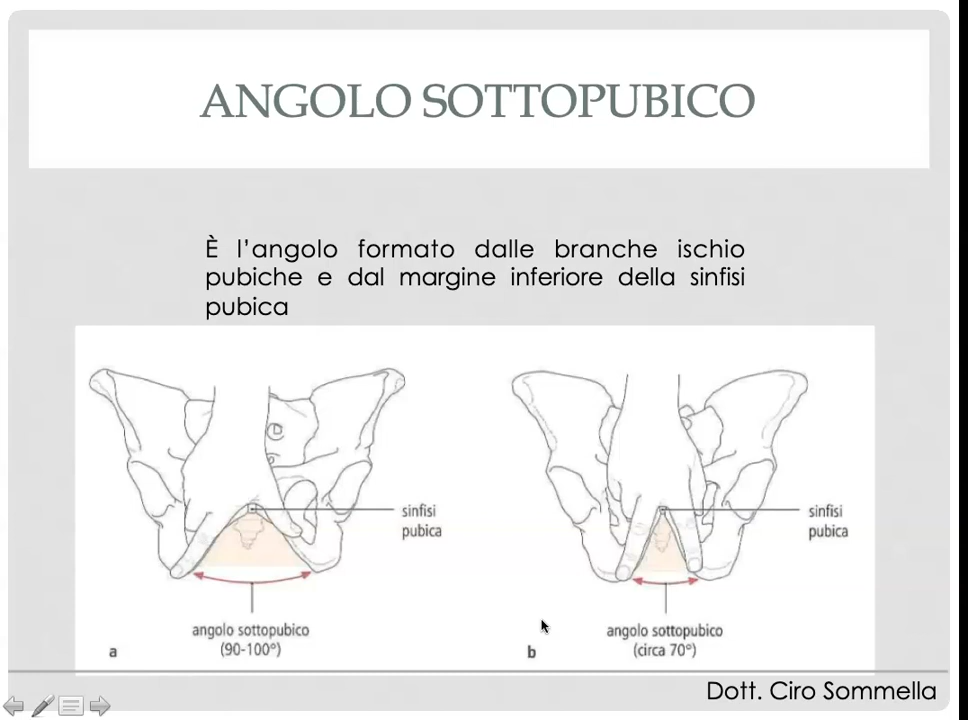 ANGOLO SOTTOPUBICO
È l'angolo formato dalle branche ischio
pubiche e dal margine inferiore della sinfisi
pubica
sinfisi
pubica
angolo sottopubico
(90-100°)
a
sinfisi
pubica
angolo sottopubico
(circa 70°)
b
Dott. Ciro Sommella